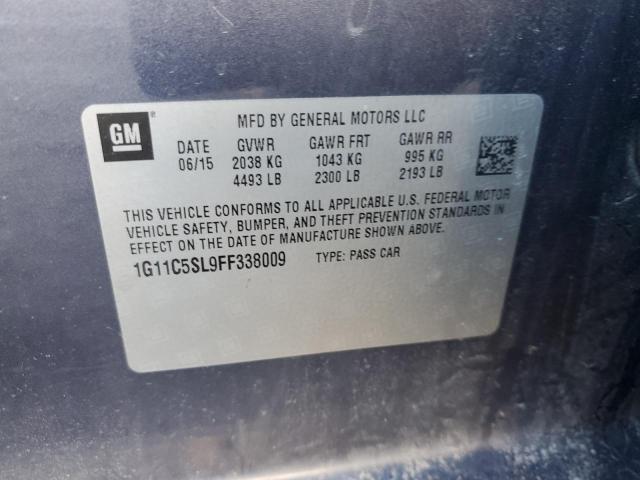 GM
MFD BY GENERAL MOTORS LLC
DATE GVWR GAWR FRT GAWR RR
06/15 2038 KG 1043 KG 995 KG
4493 LB 2300 LB 2193 LB
THIS VEHICLE CONFORMS TO ALL APPLICABLE U.S. FEDERAL MOTOR
VEHICLE SAFETY, BUMPER, AND THEFT PREVENTION STANDARDS IN
EFFECT ON THE DATE OF MANUFACTURE SHOWN ABOVE.
1G11C5SL9FF338009 TYPE: PASS CAR